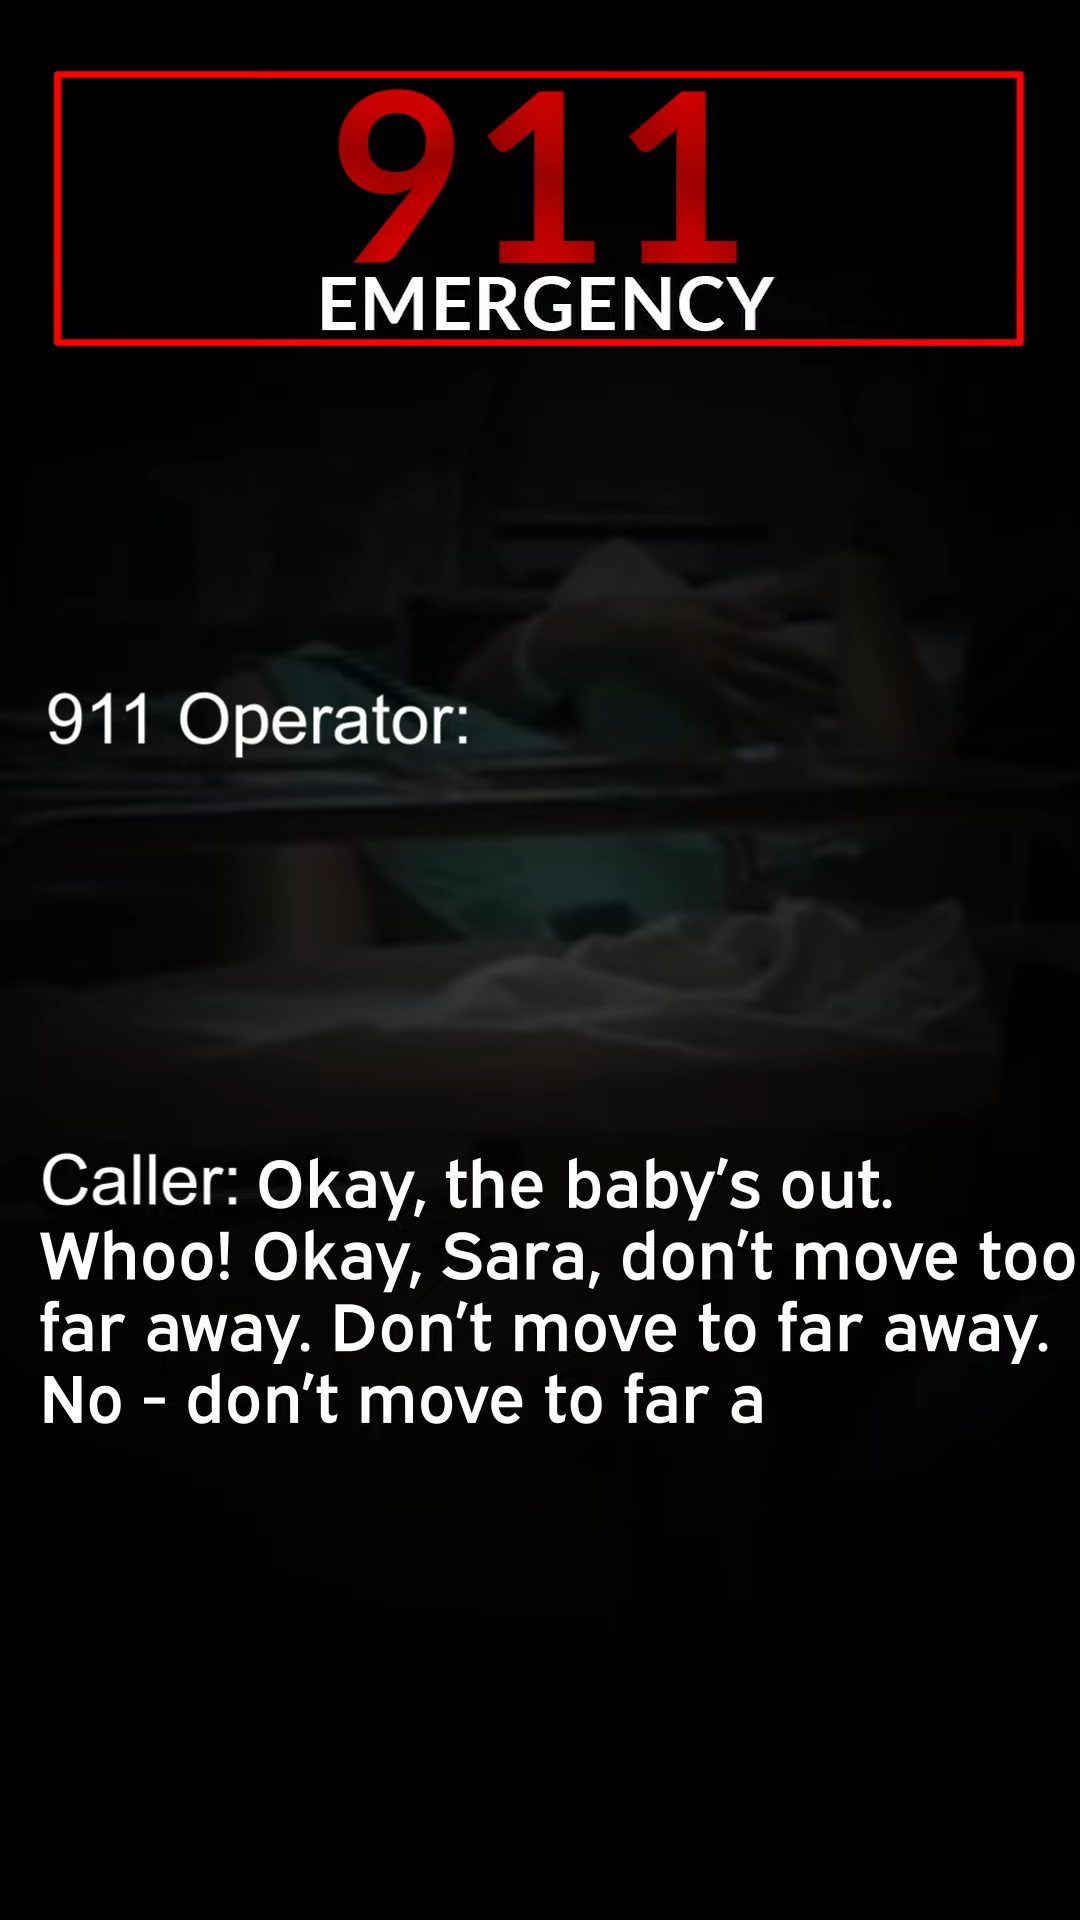 911
EMERGENCY
911 Operator:
Caller: Okay, the baby’s out.
Whoo! Okay, Sara, don’t move too
far away. Don’t move to far away.
No - don’t move to far a